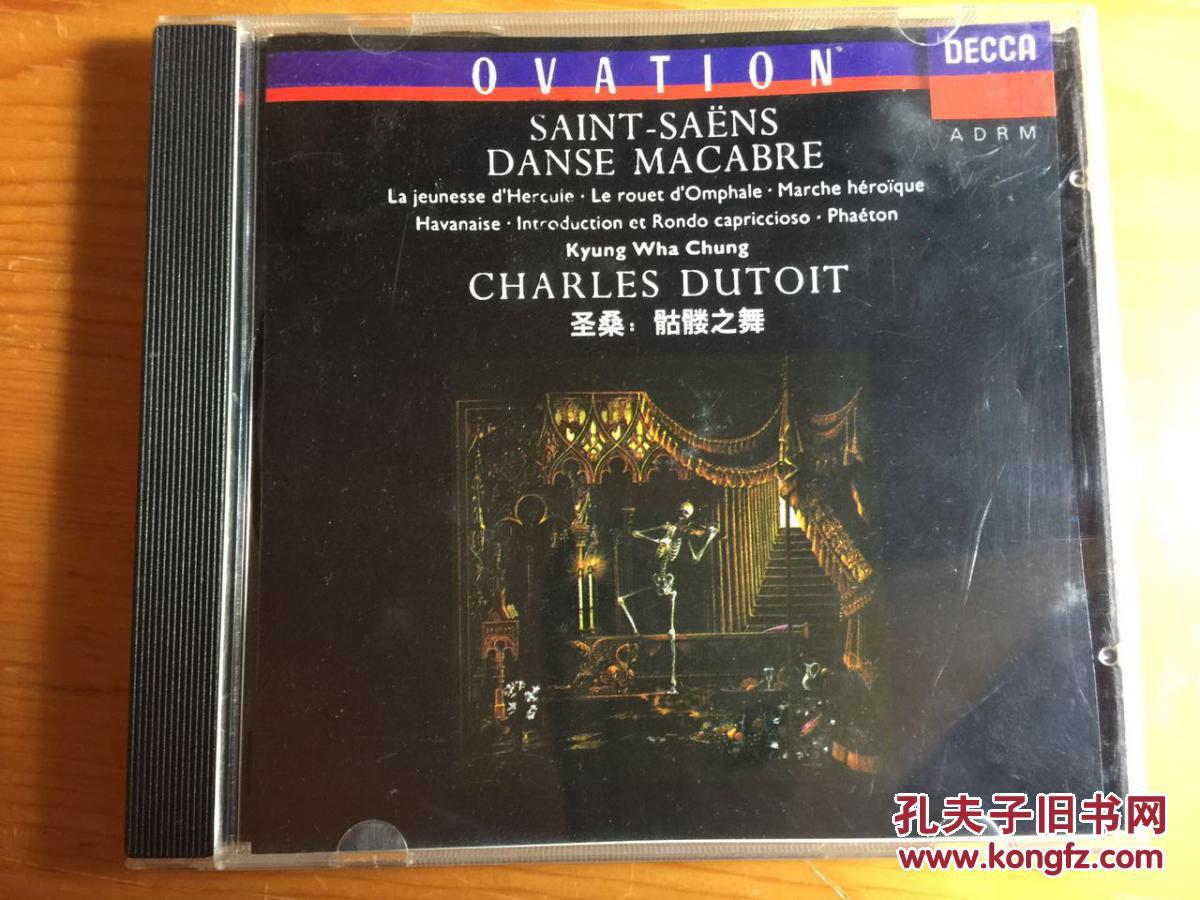 OVATION
DECCA
ADRM
SAINT-SAËNS
DANSE MACABRE
La jeunesse d'Hercule · Le rouet d'Omphale · Marche héroïque
Havanaise · Introduction et Rondo capriccioso · Phaéton
Kyung Wha Chung
CHARLES DUTOIT
圣桑：骷髅之舞
孔夫子旧书网
www.kongfz.com